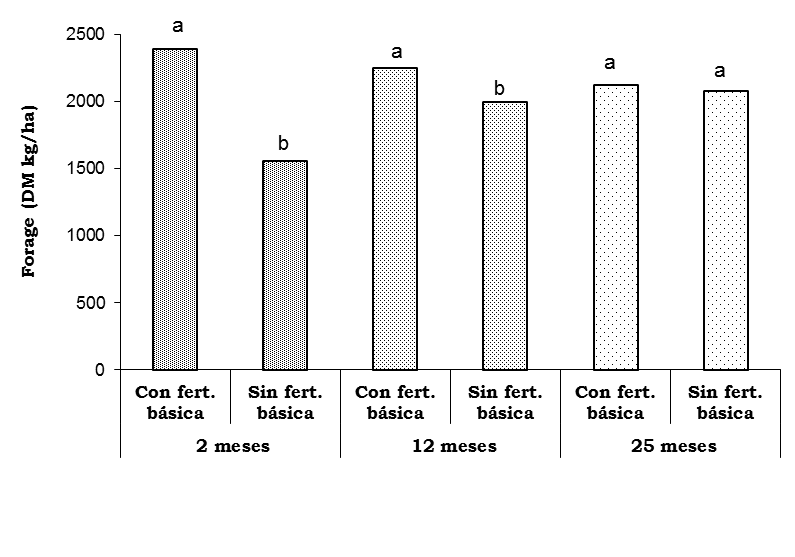 Forage (DM kg/ha)
2500
2000
1500
1000
500
0
a
b
a
b
a
a
Con fert. básica
Sin fert. básica
Con fert. básica
Sin fert. básica
Con fert. básica
Sin fert. básica
2 meses
12 meses
25 meses